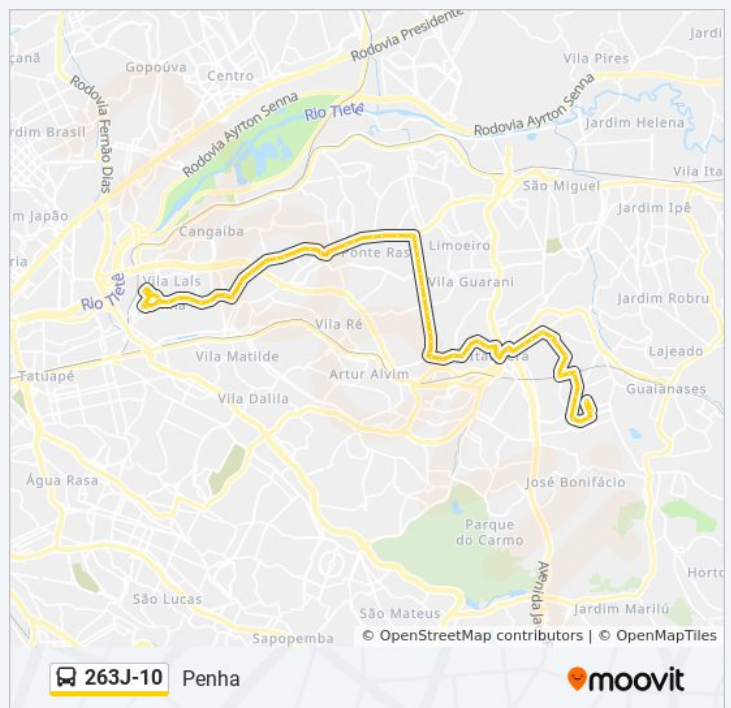 Rodovia Presidente
Jardi
çanã
Gopoúva
Centro
Vila Pires
Rodovia Fernão Dias
Rodovia Ayrton Senna
Rio Tietê
Rodovia Ayrton Senna
Jardim Helena
rdim Brasil
Vila Ita
São Miguel
Jardim Ipê
m Japão
Cangaíba
Limoeiro
Ponte Ras
ria
Vila Laís
Vila Guarani
Rio Tietê
Jardim Robru
Vila Ré
Vila Matilde
Lajeado
Tatuapé
Artur Alvim
Guaianases
Vila Dalila
Água Rasa
José Bonifácio
Parque
do Carmo
Avenida Ja
Horto
São Lucas
São Mateus
Jardim Marilú
Sapopemba
© OpenStreetMap contributors | © OpenMapTiles
263J-10 Penha
moovit